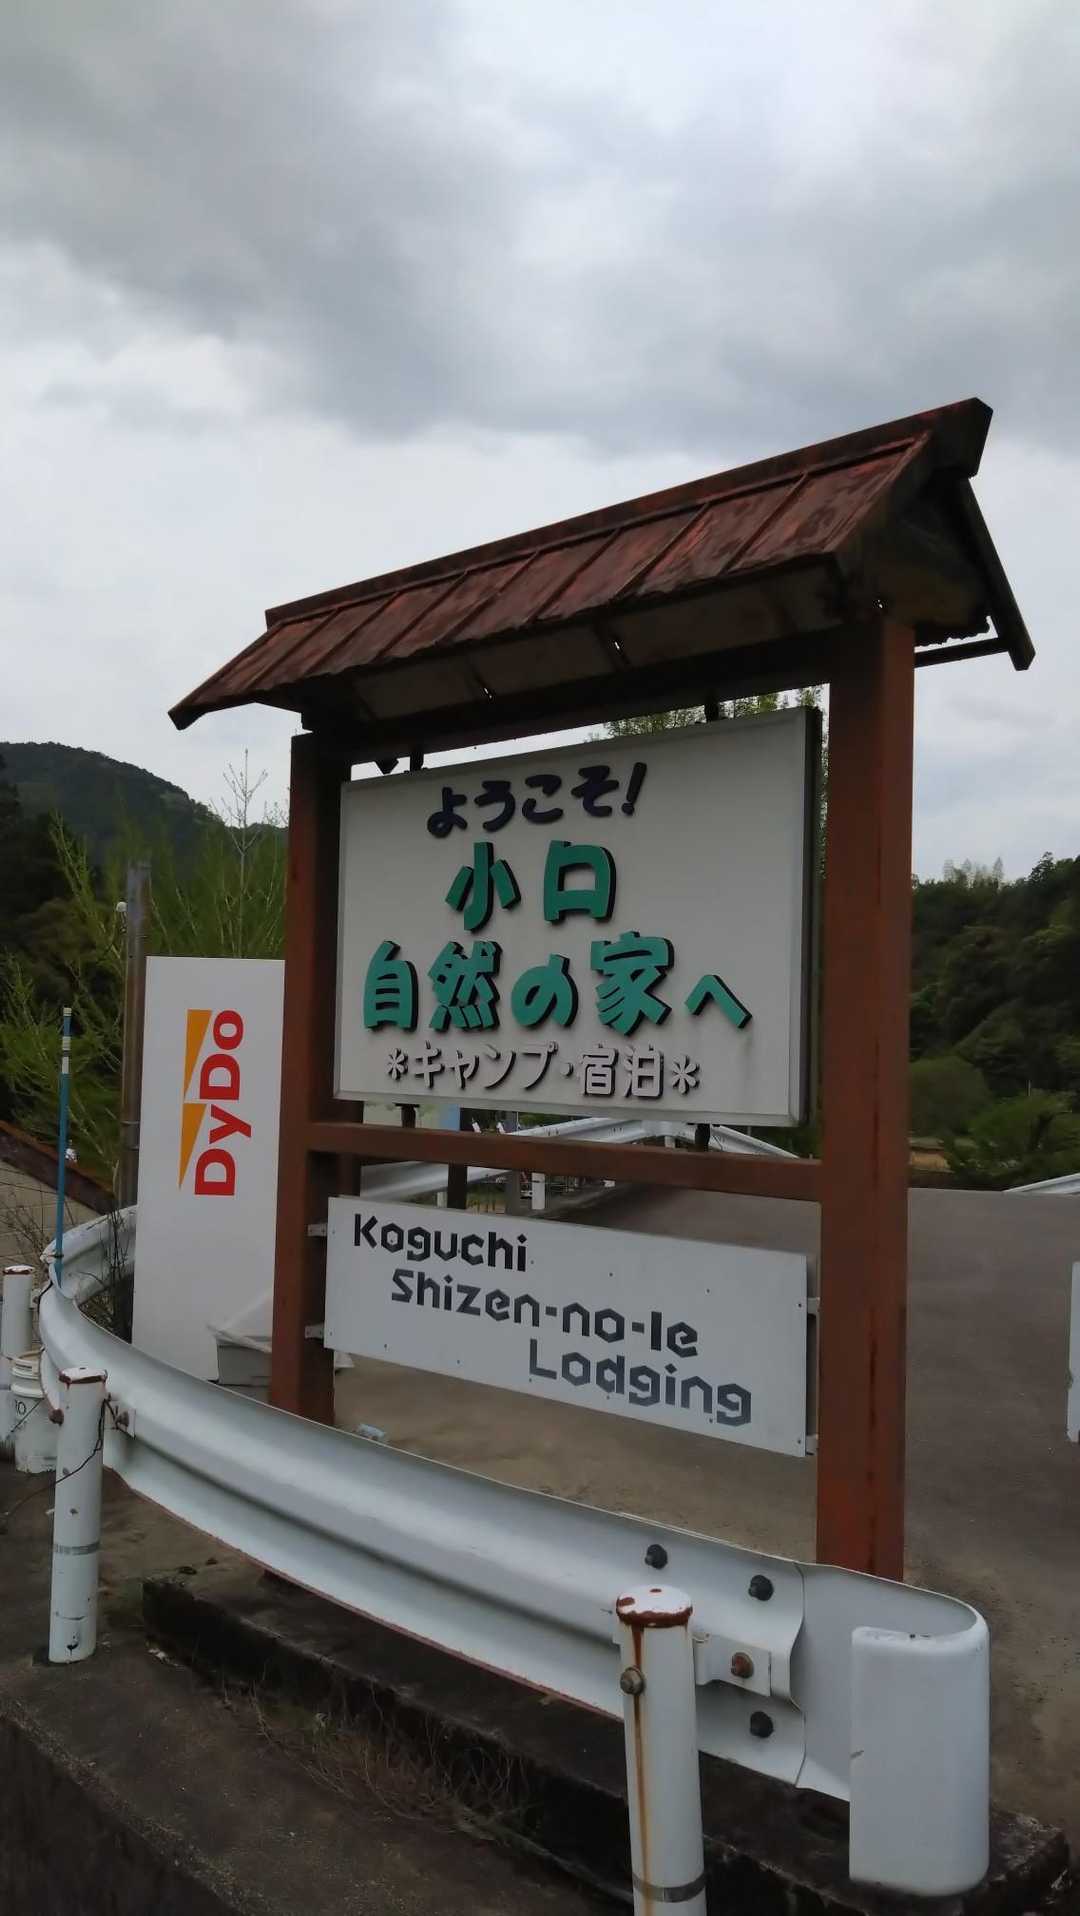 ようこそ!
小口
自然の家へ
*キャンプ・宿泊*
DyDo
Koguchi
Shizen-no-Ie
Lodging
10